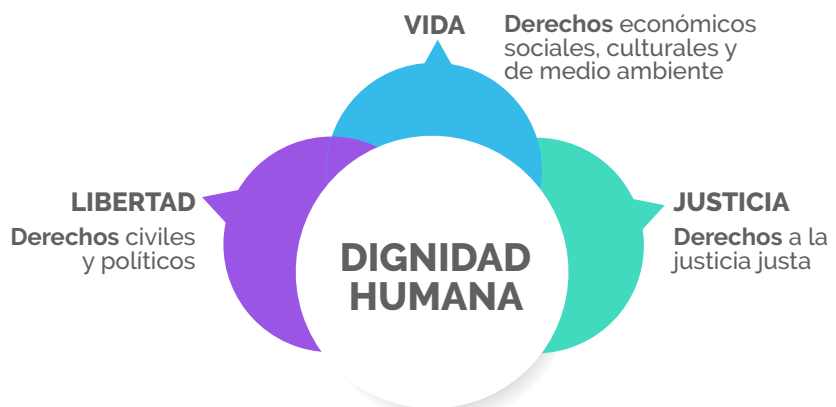 VIDA
Derechos económicos
sociales, culturales y
de medio ambiente
LIBERTAD
Derechos civiles
y políticos
DIGNIDAD
HUMANA
JUSTICIA
Derechos a la
justicia justa